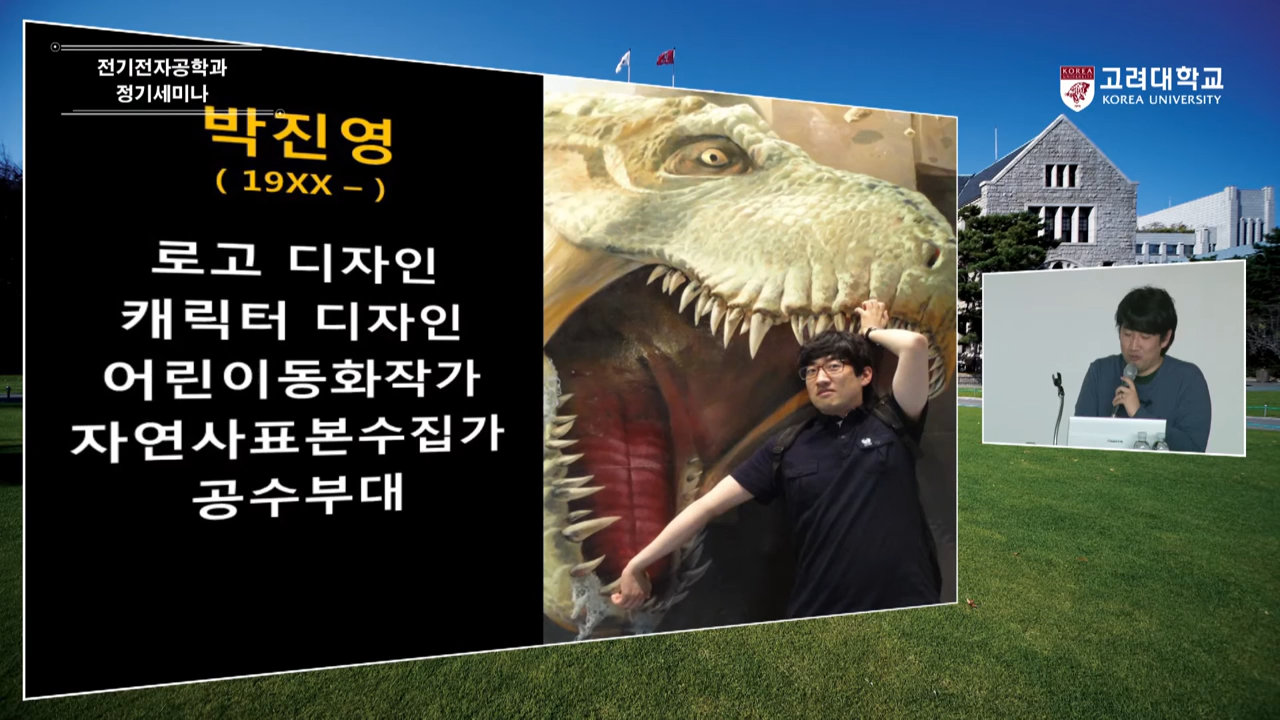 전기전자공학과
정기세미나
박진영
( 19XX – )
로고 디자인
캐릭터 디자인
어린이동화작가
자연사표본수집가
공수부대
KOREA
고려대학교
KOREA UNIVERSITY